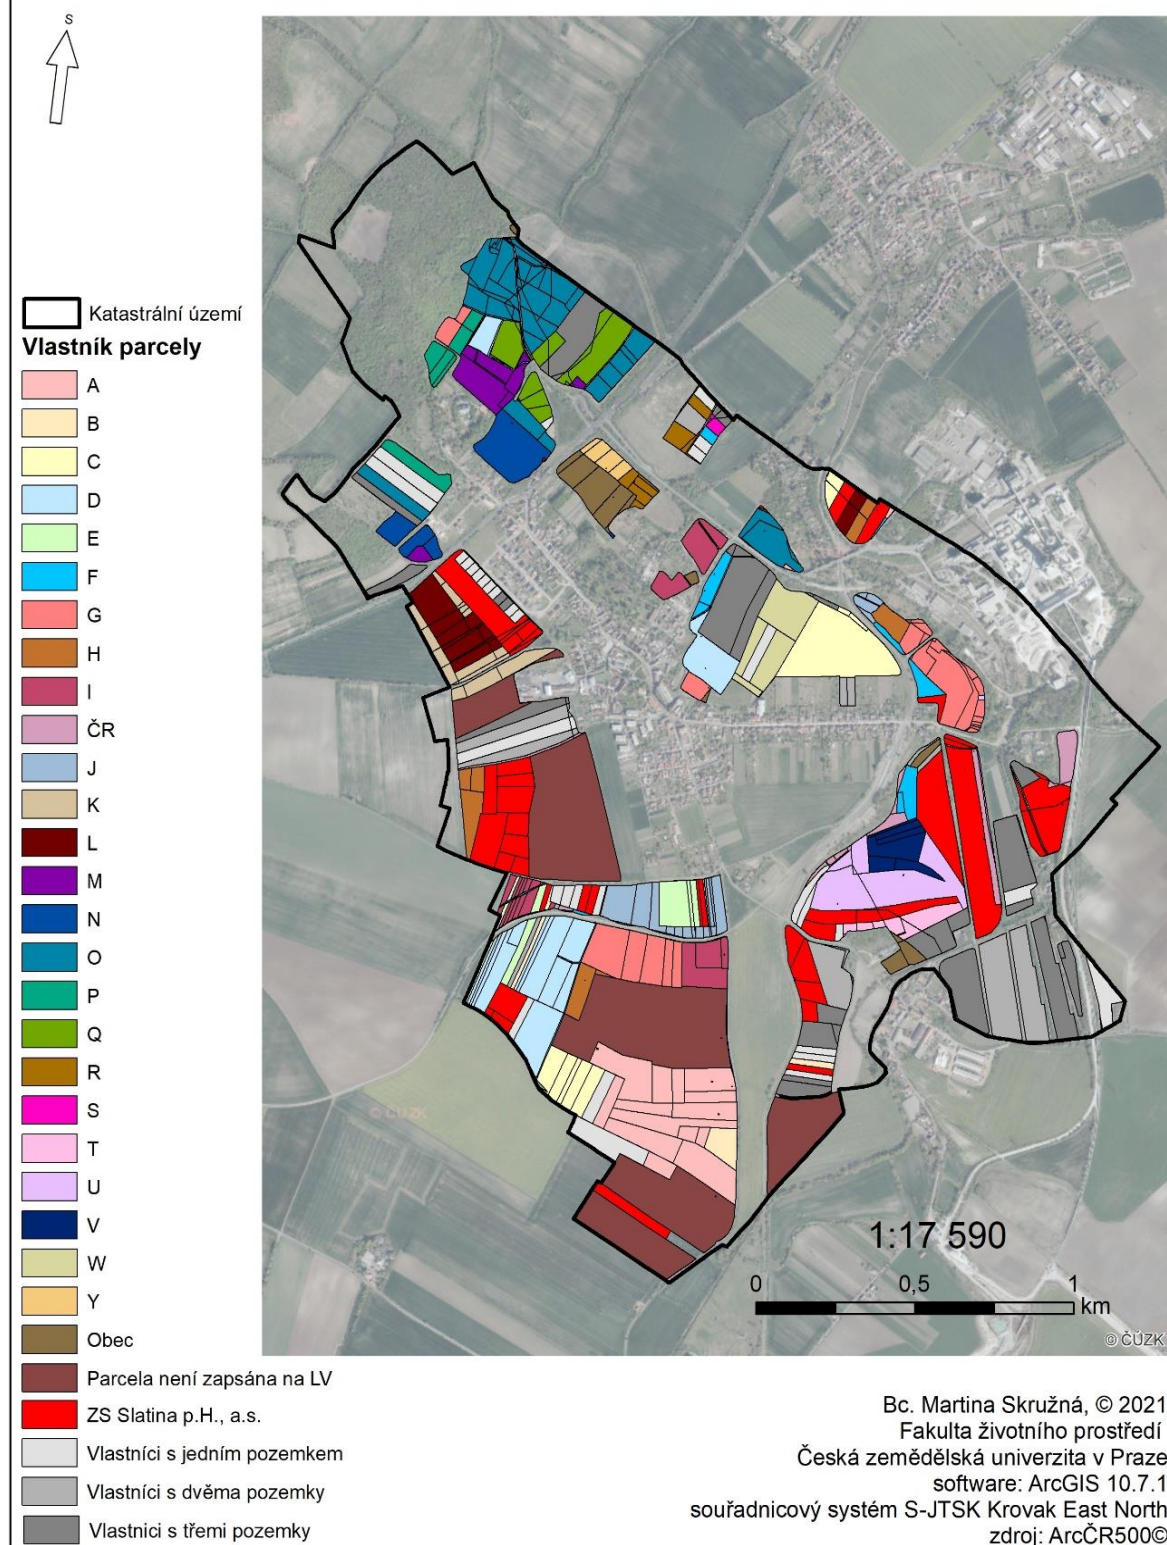 S
Katastrální území
Vlastník parcely
A
B
C
D
E
F
G
H
I
ČR
J
K
L
M
N
O
P
Q
R
S
T
U
V
W
Y
Obec
Parcela není zapsána na LV
ZS Slatina p.H., a.s.
Vlastníci s jedním pozemkem
Vlastníci s dvěma pozemky
Vlastnici s třemi pozemky
© ČÚZK
1:17 590
0 0,5 1
km
© ČÚZK
Bc. Martina Skružná, © 2021
Fakulta životního prostředí
Česká zemědělská univerzita v Praze
software: ArcGIS 10.7.1
souřadnicový systém S-JTSK Krovak East North
zdroj: ArcČR500©